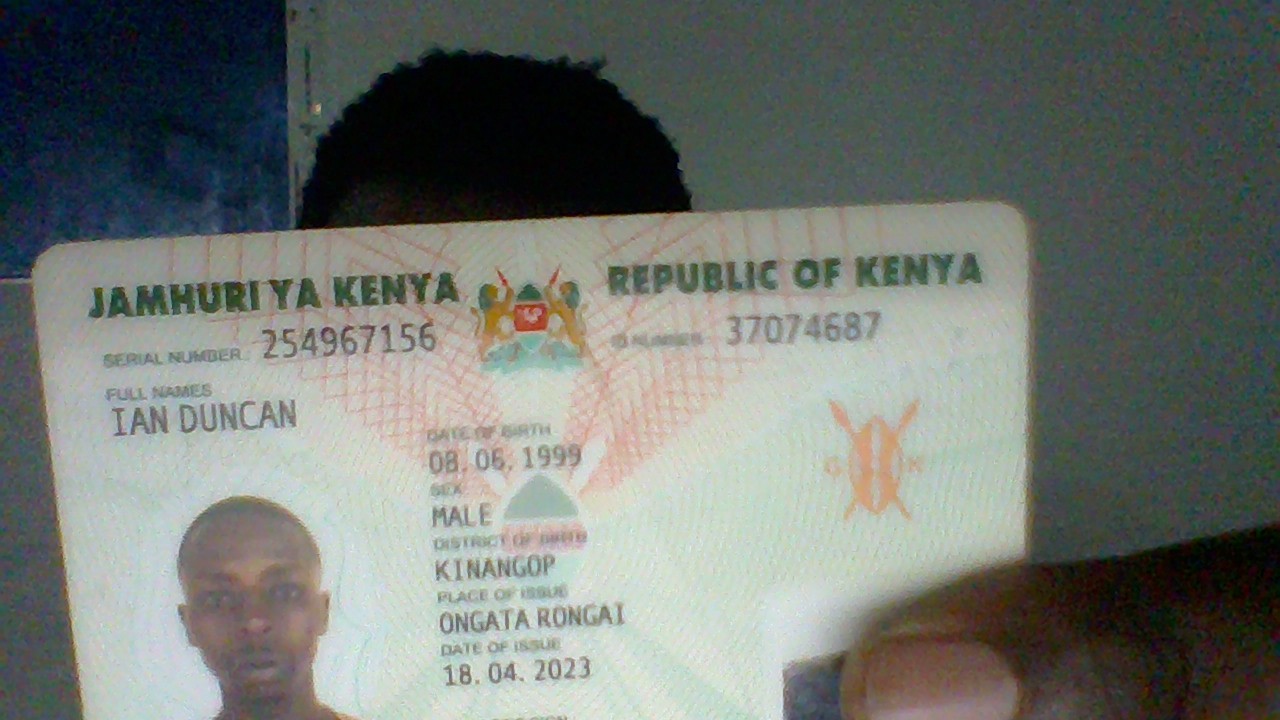 JAMHURI YA KENYA REPUBLIC OF KENYA
SERIAL NUMBER 254967156 ID NUMBER 37074687
FULL NAMES
IAN DUNCAN
DATE OF BIRTH
08. 06. 1999
SEX
MALE
DISTRICT OF BIRTH
KINANGOP
PLACE OF ISSUE
ONGATA RONGAI
DATE OF ISSUE
18. 04. 2023